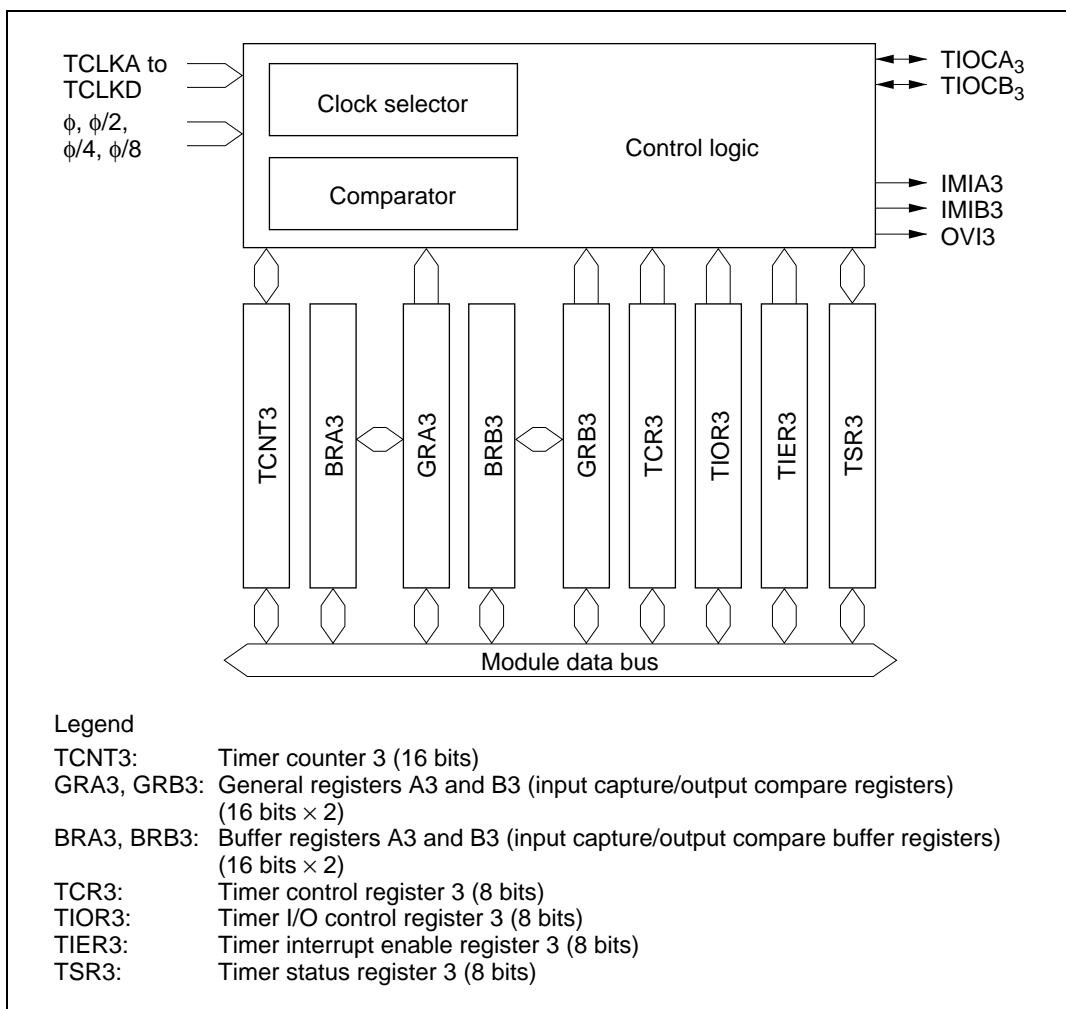 TCLKA to
TCLKD
ϕ, ϕ/2,
ϕ/4, ϕ/8
Clock selector
Comparator
Control logic
TIOCA3
TIOCB3
IMIA3
IMIB3
OVI3
TCNT3
BRA3
GRA3
BRB3
GRB3
TCR3
TIOR3
TIER3
TSR3
Module data bus
Legend
TCNT3: Timer counter 3 (16 bits)
GRA3, GRB3: General registers A3 and B3 (input capture/output compare registers)
(16 bits × 2)
BRA3, BRB3: Buffer registers A3 and B3 (input capture/output compare buffer registers)
(16 bits × 2)
TCR3: Timer control register 3 (8 bits)
TIOR3: Timer I/O control register 3 (8 bits)
TIER3: Timer interrupt enable register 3 (8 bits)
TSR3: Timer status register 3 (8 bits)